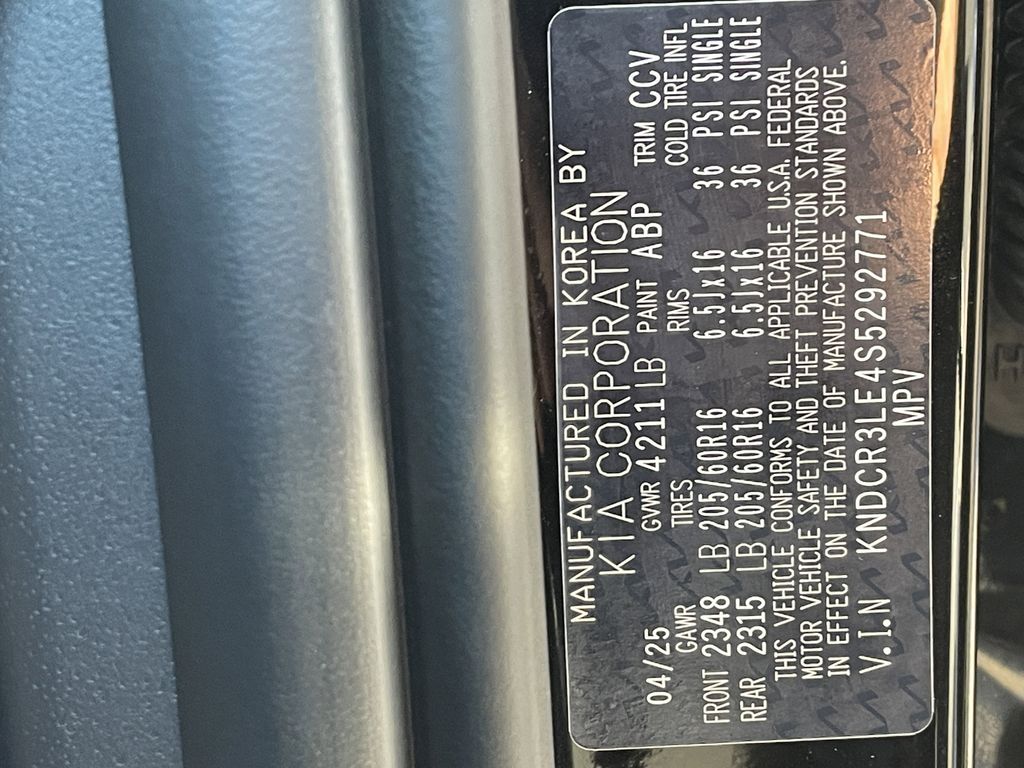 MANUFACTURED IN KOREA BY
KIA CORPORATION
04/25 GVWR 4211 LB PAINT ABP TRIM CCV
GAWR TIRES RIMS COLD TIRE INFL
FRONT 2348 LB 205/60R16 6.5Jx16 36 PSI SINGLE
REAR 2315 LB 205/60R16 6.5Jx16 36 PSI SINGLE
THIS VEHICLE CONFORMS TO ALL APPLICABLE U.S.A. FEDERAL
MOTOR VEHICLE SAFETY AND THEFT PREVENTION STANDARDS
IN EFFECT ON THE DATE OF MANUFACTURE SHOWN ABOVE.
V.I.N KNDCR3LE4S5292771
MPV